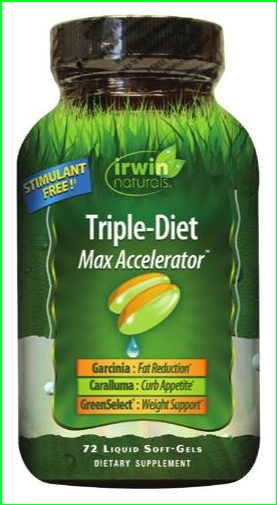 irwin
naturals®
STIMULANT
FREE!†
Triple-Diet
Max Accelerator™
Garcinia : Fat Reduction*
Caralluma : Curb Appetite*
GreenSelect® : Weight Support*
72 LIQUID SOFT-GELS
DIETARY SUPPLEMENT